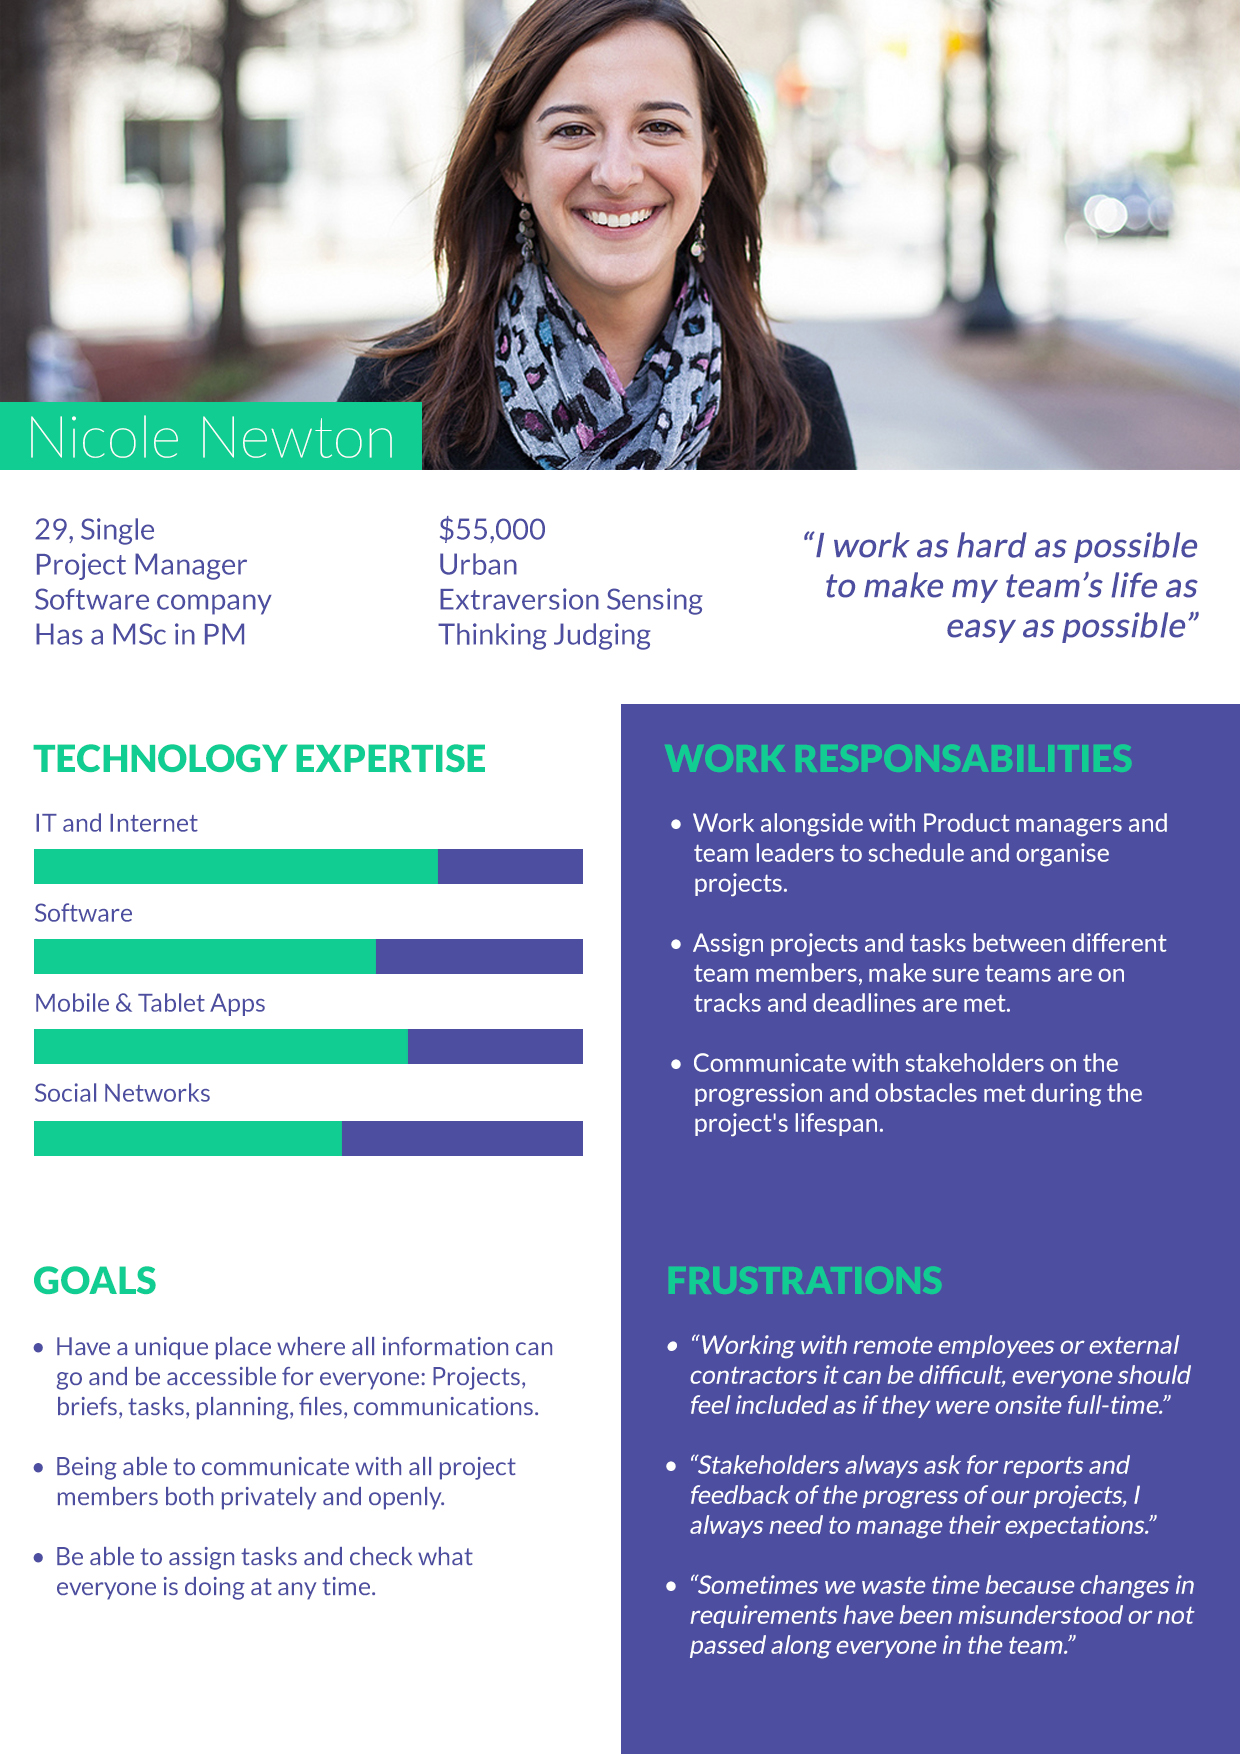 Nicole Newton
29, Single
Project Manager
Software company
Has a MSc in PM
$55,000
Urban
Extraversion Sensing
Thinking Judging
“I work as hard as possible
to make my team’s life as
easy as possible”
TECHNOLOGY EXPERTISE
IT and Internet
Software
Mobile & Tablet Apps
Social Networks
WORK RESPONSABILITIES
• Work alongside with Product managers and
team leaders to schedule and organise
projects.
• Assign projects and tasks between different
team members, make sure teams are on
tracks and deadlines are met.
• Communicate with stakeholders on the
progression and obstacles met during the
project's lifespan.
GOALS
• Have a unique place where all information can
go and be accessible for everyone: Projects,
briefs, tasks, planning, files, communications.
• Being able to communicate with all project
members both privately and openly.
• Be able to assign tasks and check what
everyone is doing at any time.
FRUSTRATIONS
• “Working with remote employees or external
contractors it can be difficult, everyone should
feel included as if they were onsite full-time.”
• “Stakeholders always ask for reports and
feedback of the progress of our projects, I
always need to manage their expectations.”
• “Sometimes we waste time because changes in
requirements have been misunderstood or not
passed along everyone in the team.”